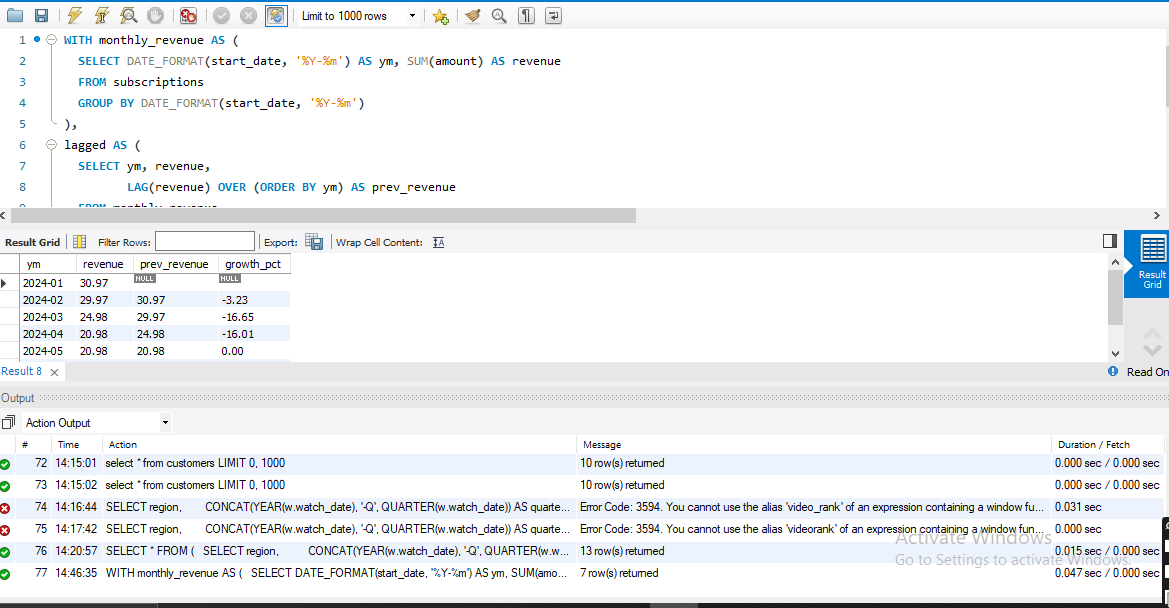 Limit to 1000 rows
1 WITH monthly_revenue AS (
2 SELECT DATE_FORMAT(start_date, '%Y-%m') AS ym, SUM(amount) AS revenue
3 FROM subscriptions
4 GROUP BY DATE_FORMAT(start_date, '%Y-%m')
5 ),
6 lagged AS (
7 SELECT ym, revenue,
8 LAG(revenue) OVER (ORDER BY ym) AS prev_revenue
9 FROM monthly_revenue
Result Grid Filter Rows: Export: Wrap Cell Content: IA
ym revenue prev_revenue growth_pct
2024-01 30.97 NULL NULL
2024-02 29.97 30.97 -3.23
2024-03 24.98 29.97 -16.65
2024-04 20.98 24.98 -16.01
2024-05 20.98 20.98 0.00
Result
Grid
Result 8 Read On
Output
Action Output
# Time Action Message Duration / Fetch
72 14:15:01 select * from customers LIMIT 0, 1000 10 row(s) returned 0.000 sec / 0.000 sec
73 14:15:02 select * from customers LIMIT 0, 1000 10 row(s) returned 0.000 sec / 0.000 sec
74 14:16:44 SELECT region, CONCAT(YEAR(w.watch_date), '-Q', QUARTER(w.watch_date)) AS quarte... Error Code: 3594. You cannot use the alias 'video_rank' of an expression containing a window fu... 0.031 sec
75 14:17:42 SELECT region, CONCAT(YEAR(w.watch_date), '-Q', QUARTER(w.watch_date)) AS quarte... Error Code: 3594. You cannot use the alias 'videorank' of an expression containing a window fun... 0.000 sec
76 14:20:57 SELECT * FROM ( SELECT region, CONCAT(YEAR(w.watch_date), '-Q', QUARTER(w.w... 13 row(s) returned 0.015 sec / 0.000 sec
77 14:46:35 WITH monthly_revenue AS ( SELECT DATE_FORMAT(start_date, '%Y-%m') AS ym, SUM(amo... 7 row(s) returned 0.047 sec / 0.000 sec
Activate Windows
Go to Settings to activate Windows.